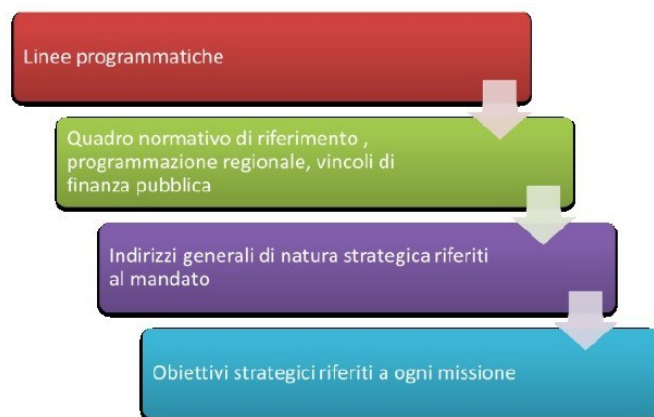 Linee programmatiche
Quadro normativo di riferimento ,
programmazione regionale, vincoli di
finanza pubblica
Indirizzi generali di natura strategica riferiti
al mandato
Obiettivi strategici riferiti a ogni missione